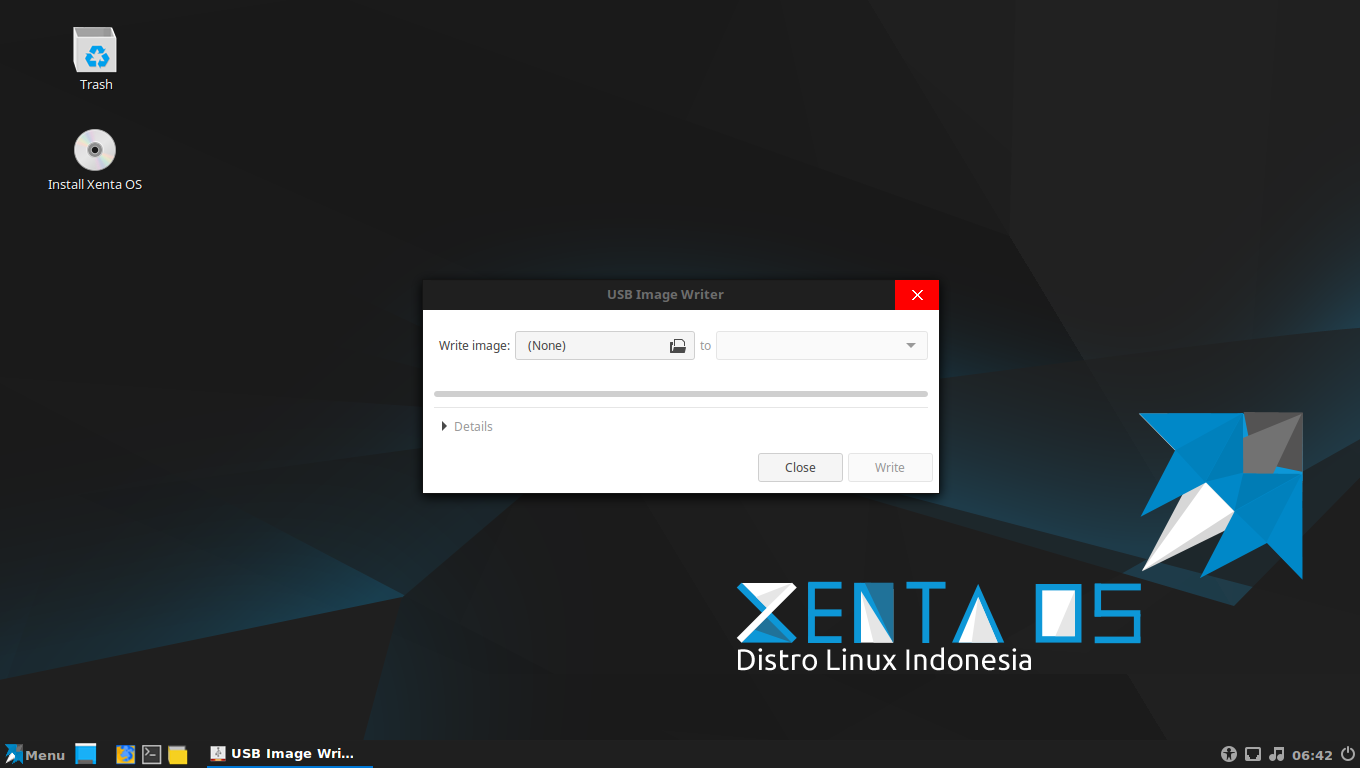 Trash
Install Xenta OS
USB Image Writer
Write image: (None) to
Details
Close Write
XENTA OS
Distro Linux Indonesia
Menu USB Image Wri... 06:42